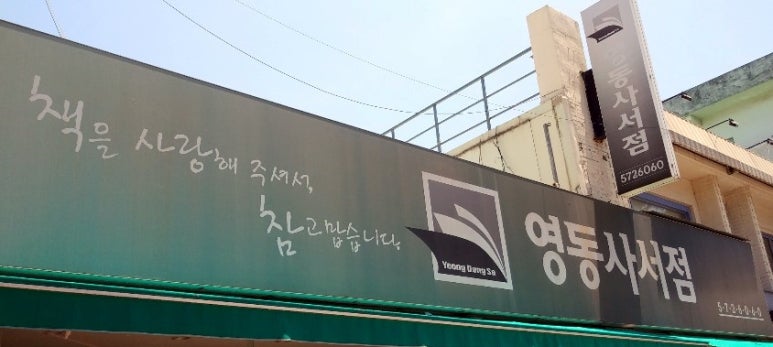 책을 사랑해 주셔서,
참 고맙습니다.
Yeong Dong Sa
영동사서점
5726060
동사서점
5726060